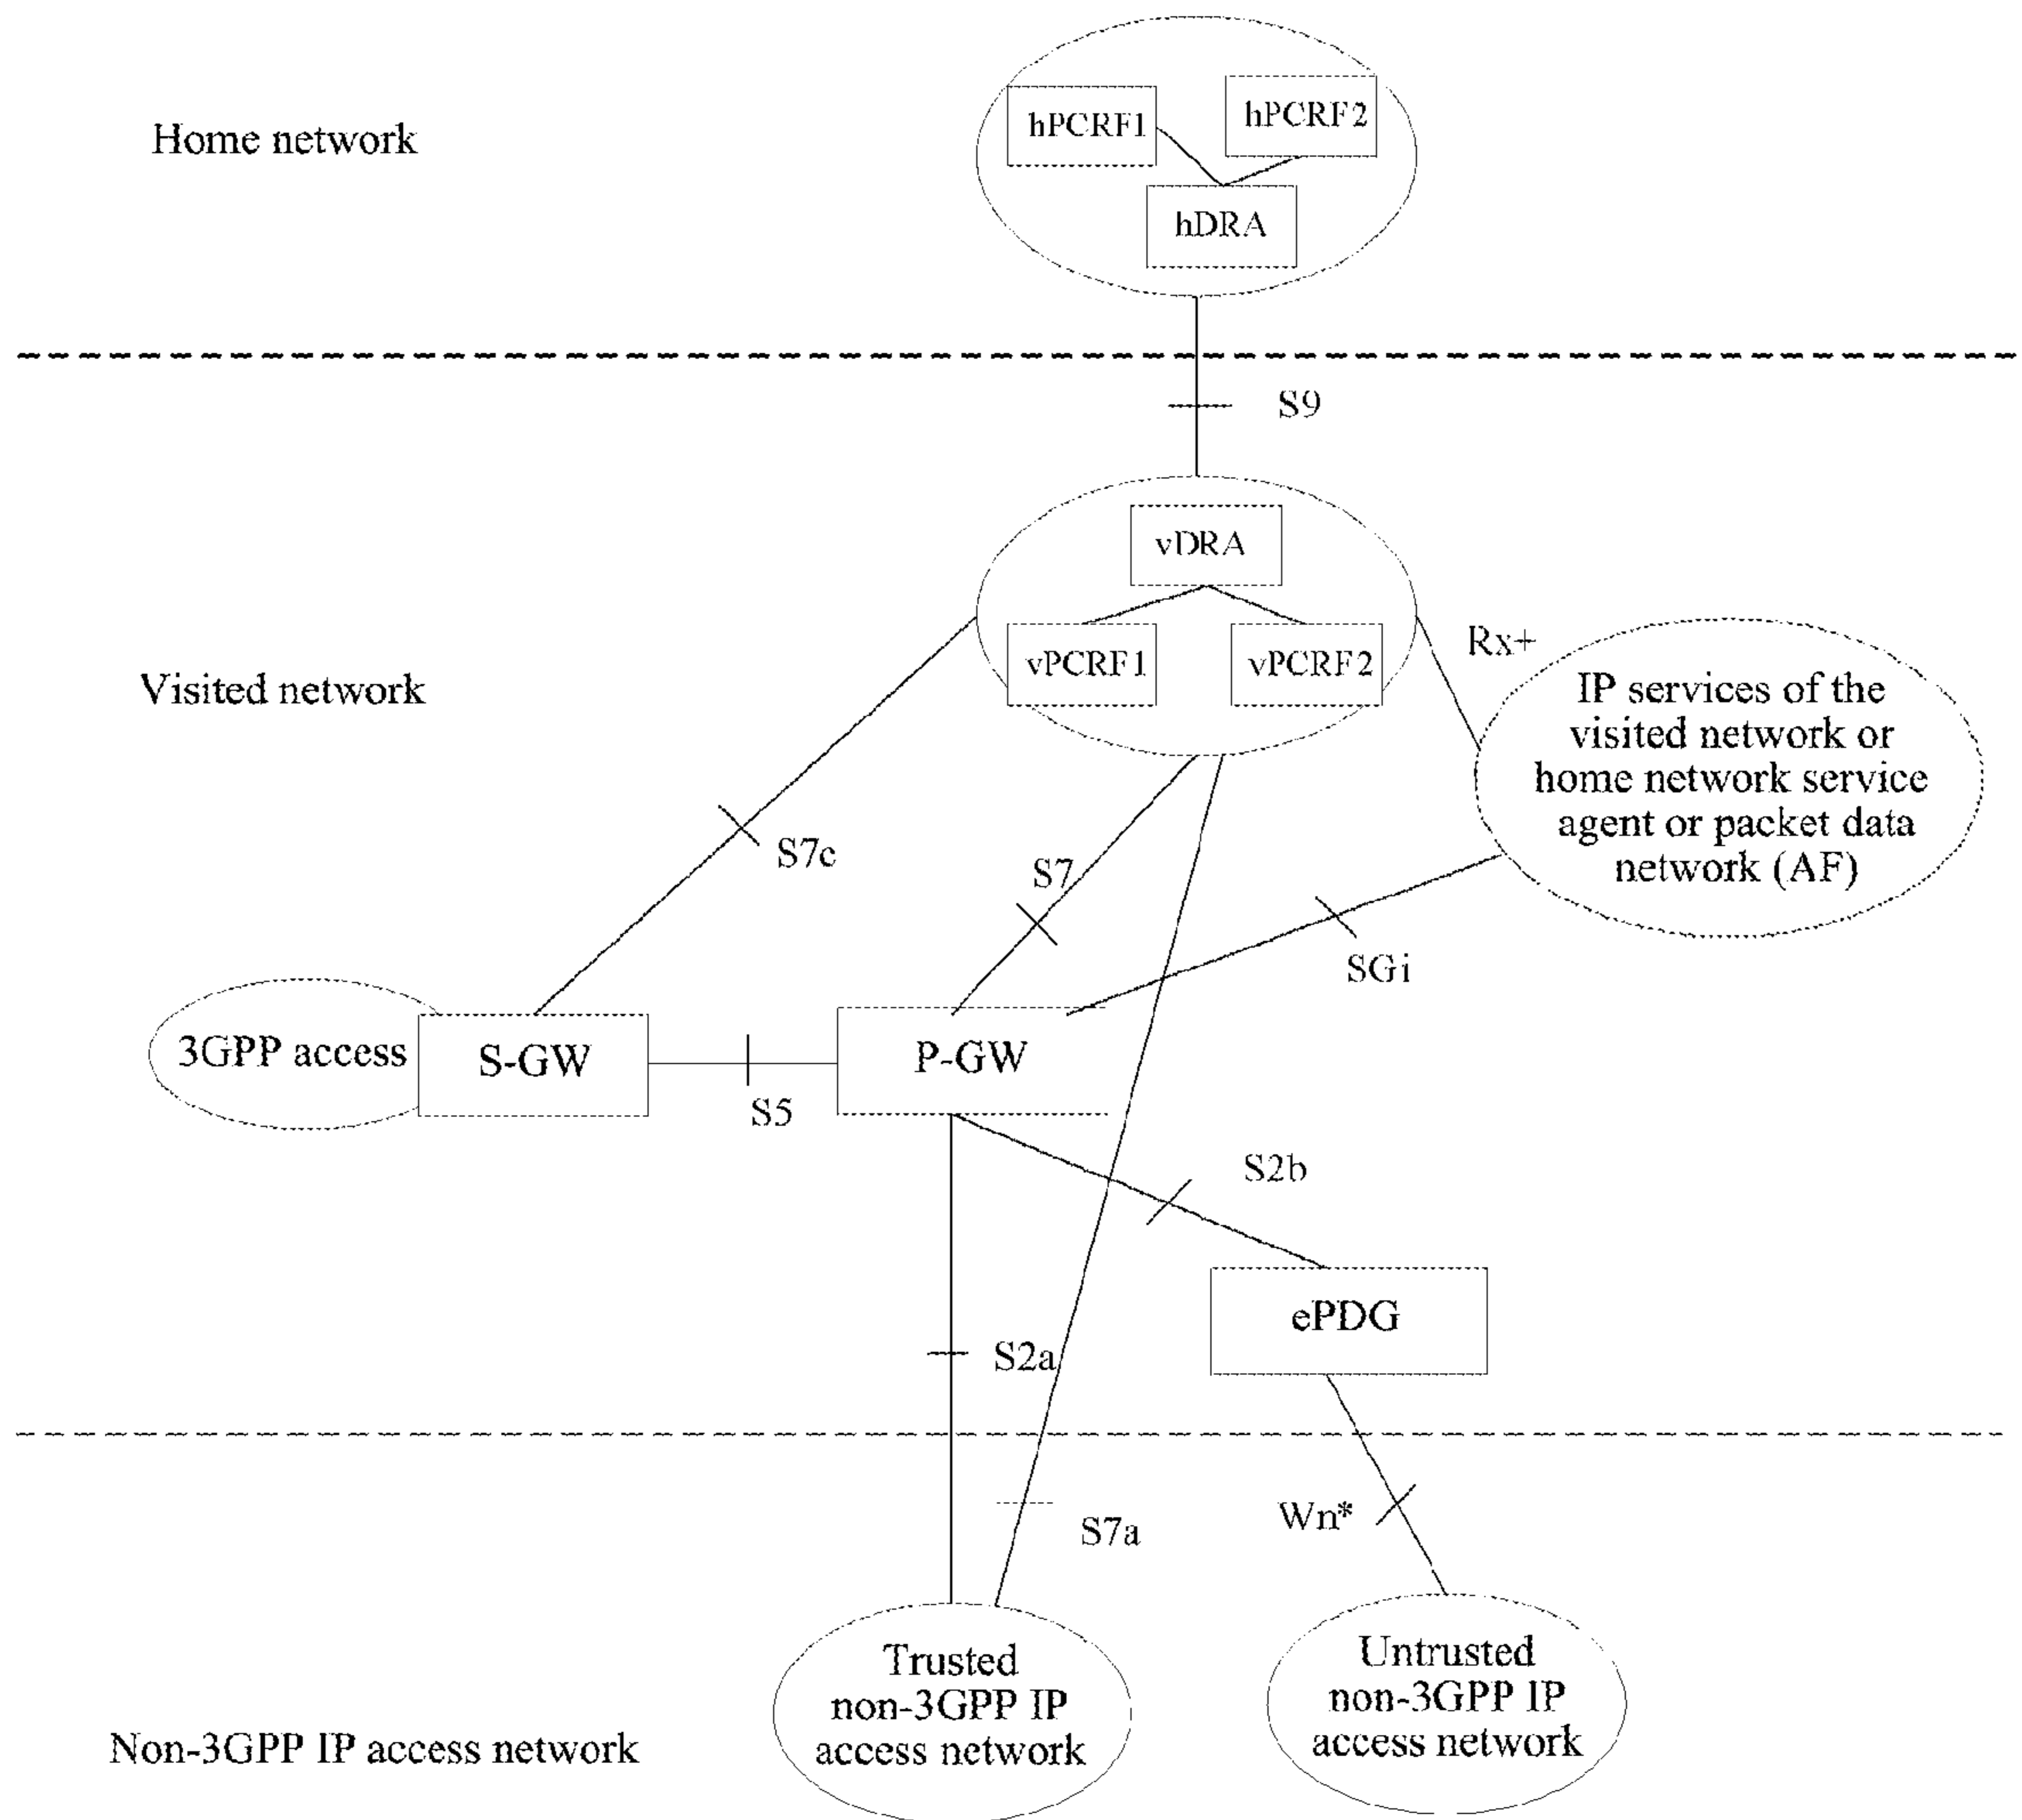 Home network
hPCRF1
hPCRF2
hDRA
S9
vDRA
vPCRF1
vPCRF2
Rx+
Visited network
IP services of the
visited network or
home network service
agent or packet data
network (AF)
S7c
S7
SGi
3GPP access
S-GW
P-GW
S5
S2b
ePDG
S2a
Wn*
S7a
Trusted
non-3GPP IP
access network
Untrusted
non-3GPP IP
access network
Non-3GPP IP access network